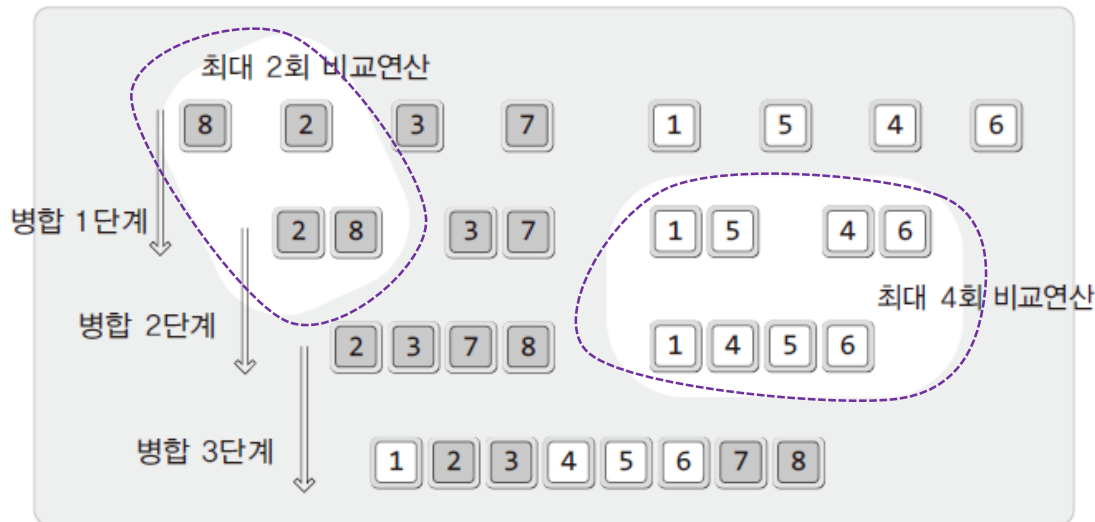 최대 2회 비교연산
8 2 3 7 1 5 4 6
병합 1단계
2 8 3 7 1 5 4 6
최대 4회 비교연산
병합 2단계
2 3 7 8 1 4 5 6
병합 3단계
1 2 3 4 5 6 7 8